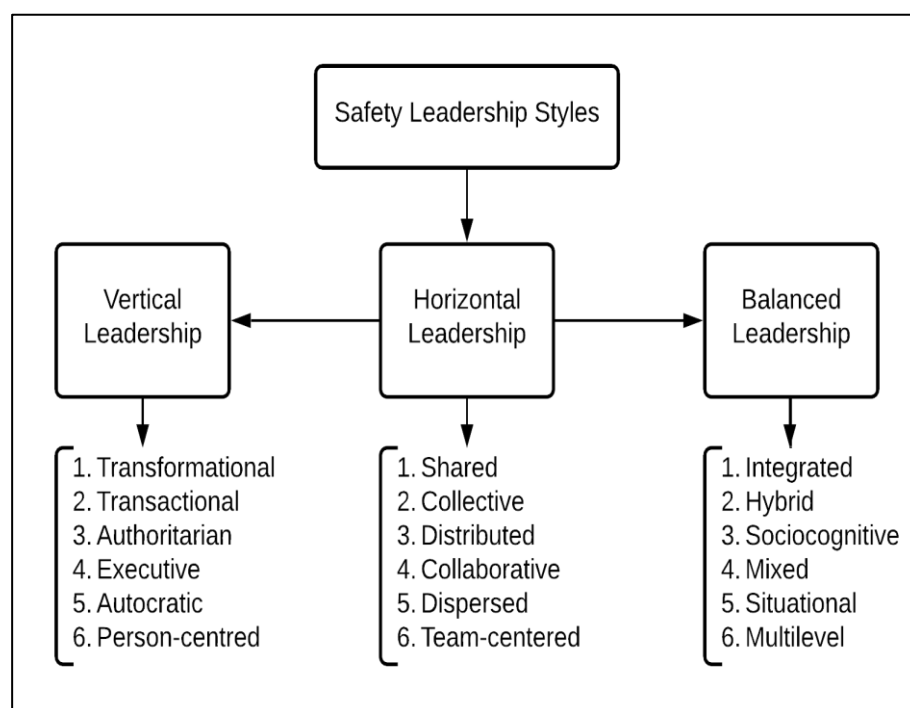 Safety Leadership Styles
Vertical
Leadership
Horizontal
Leadership
Balanced
Leadership
1. Transformational
2. Transactional
3. Authoritarian
4. Executive
5. Autocratic
6. Person-centred
1. Shared
2. Collective
3. Distributed
4. Collaborative
5. Dispersed
6. Team-centered
1. Integrated
2. Hybrid
3. Sociocognitive
4. Mixed
5. Situational
6. Multilevel